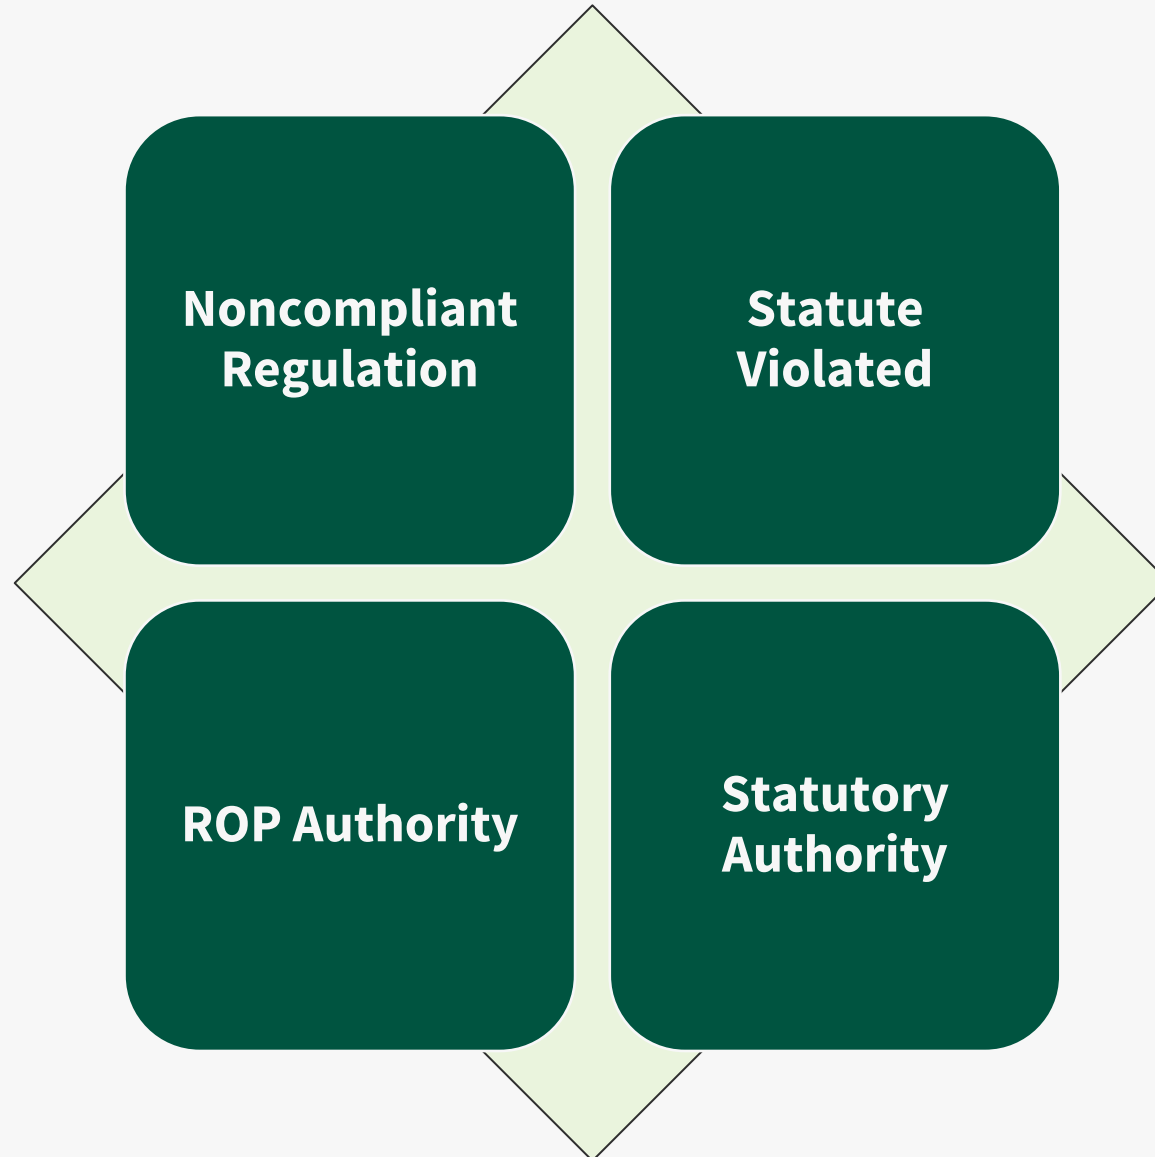 Noncompliant
Regulation
Statute
Violated
ROP Authority
Statutory
Authority